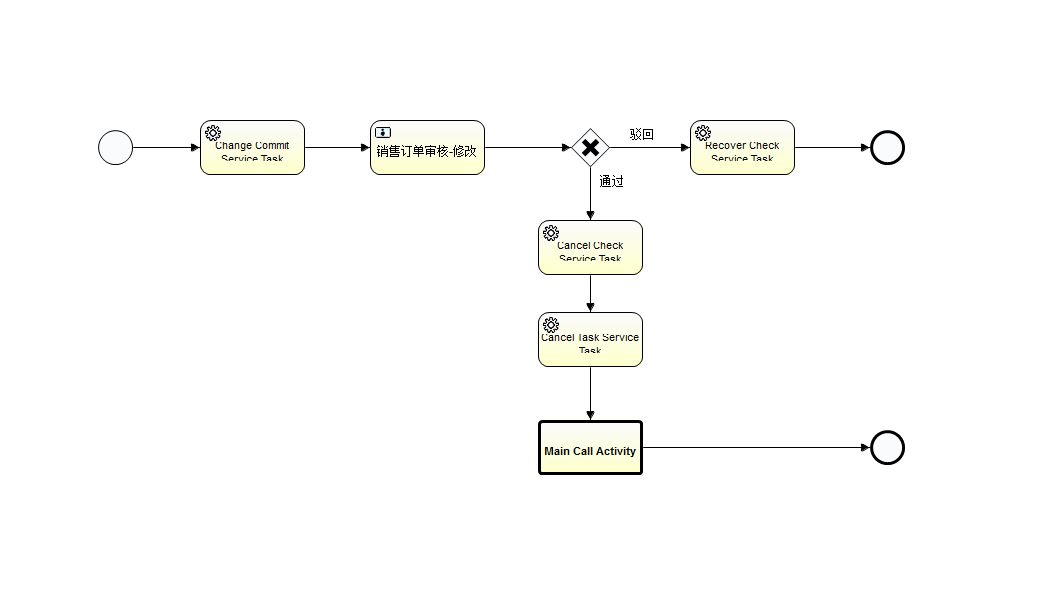 Change Commit
Service Task
销售订单审核-修改
驳回
Recover Check
Service Task
通过
Cancel Check
Service Task
Cancel Task Service
Task
Main Call Activity